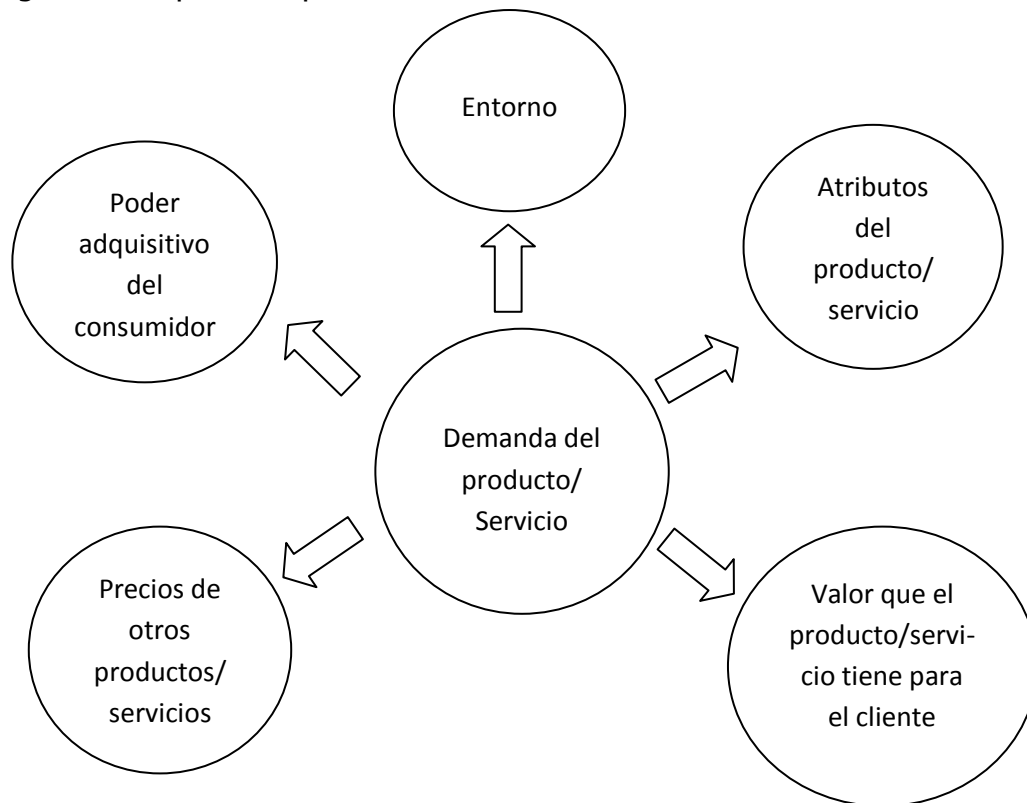 Entorno
Poder
adquisitivo
del
consumidor
Atributos
del
producto/
servicio
Demanda del
producto/
Servicio
Precios de
otros
productos/
servicios
Valor que el
producto/servi-
cio tiene para
el cliente